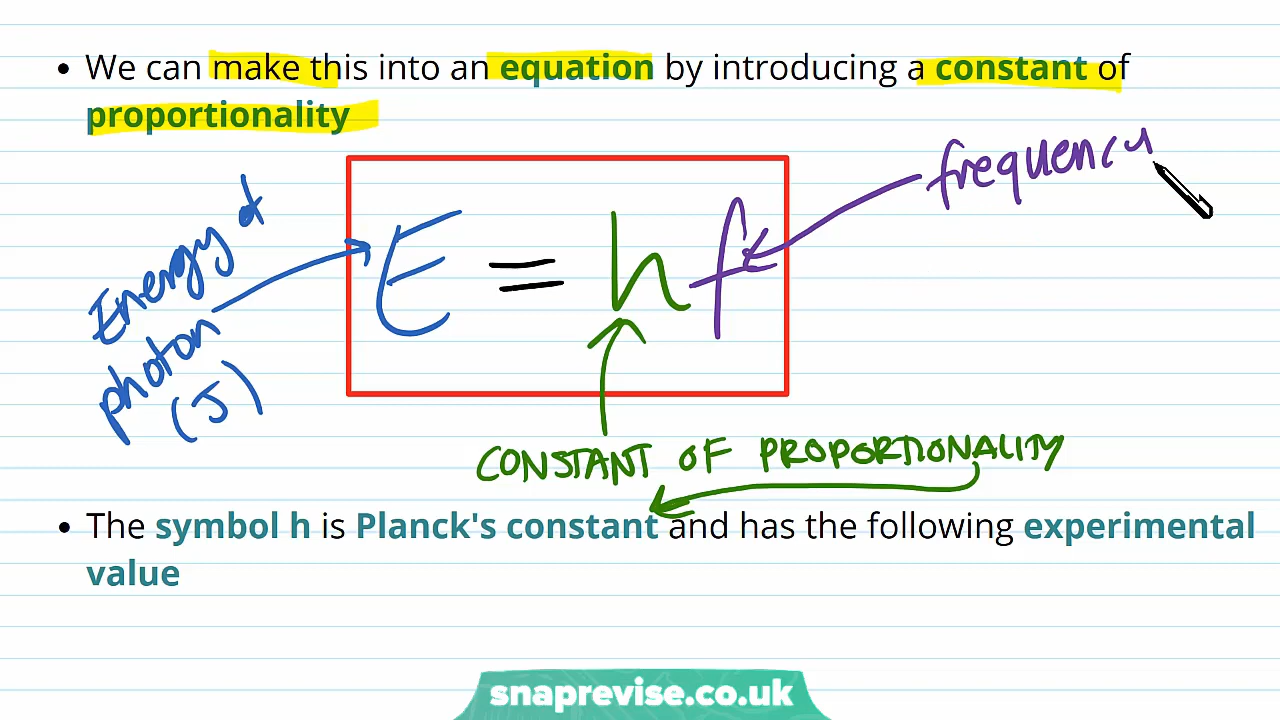 • We can make this into an equation by introducing a constant of
proportionality
frequency
Energy of
photon
(J)
E = hf
CONSTANT OF PROPORTIONALITY
• The symbol h is Planck's constant and has the following experimental
value
snaprevise.co.uk